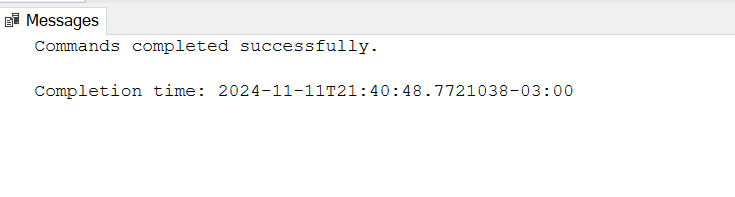 Messages
Commands completed successfully.
Completion time: 2024-11-11T21:40:48.7721038-03:00